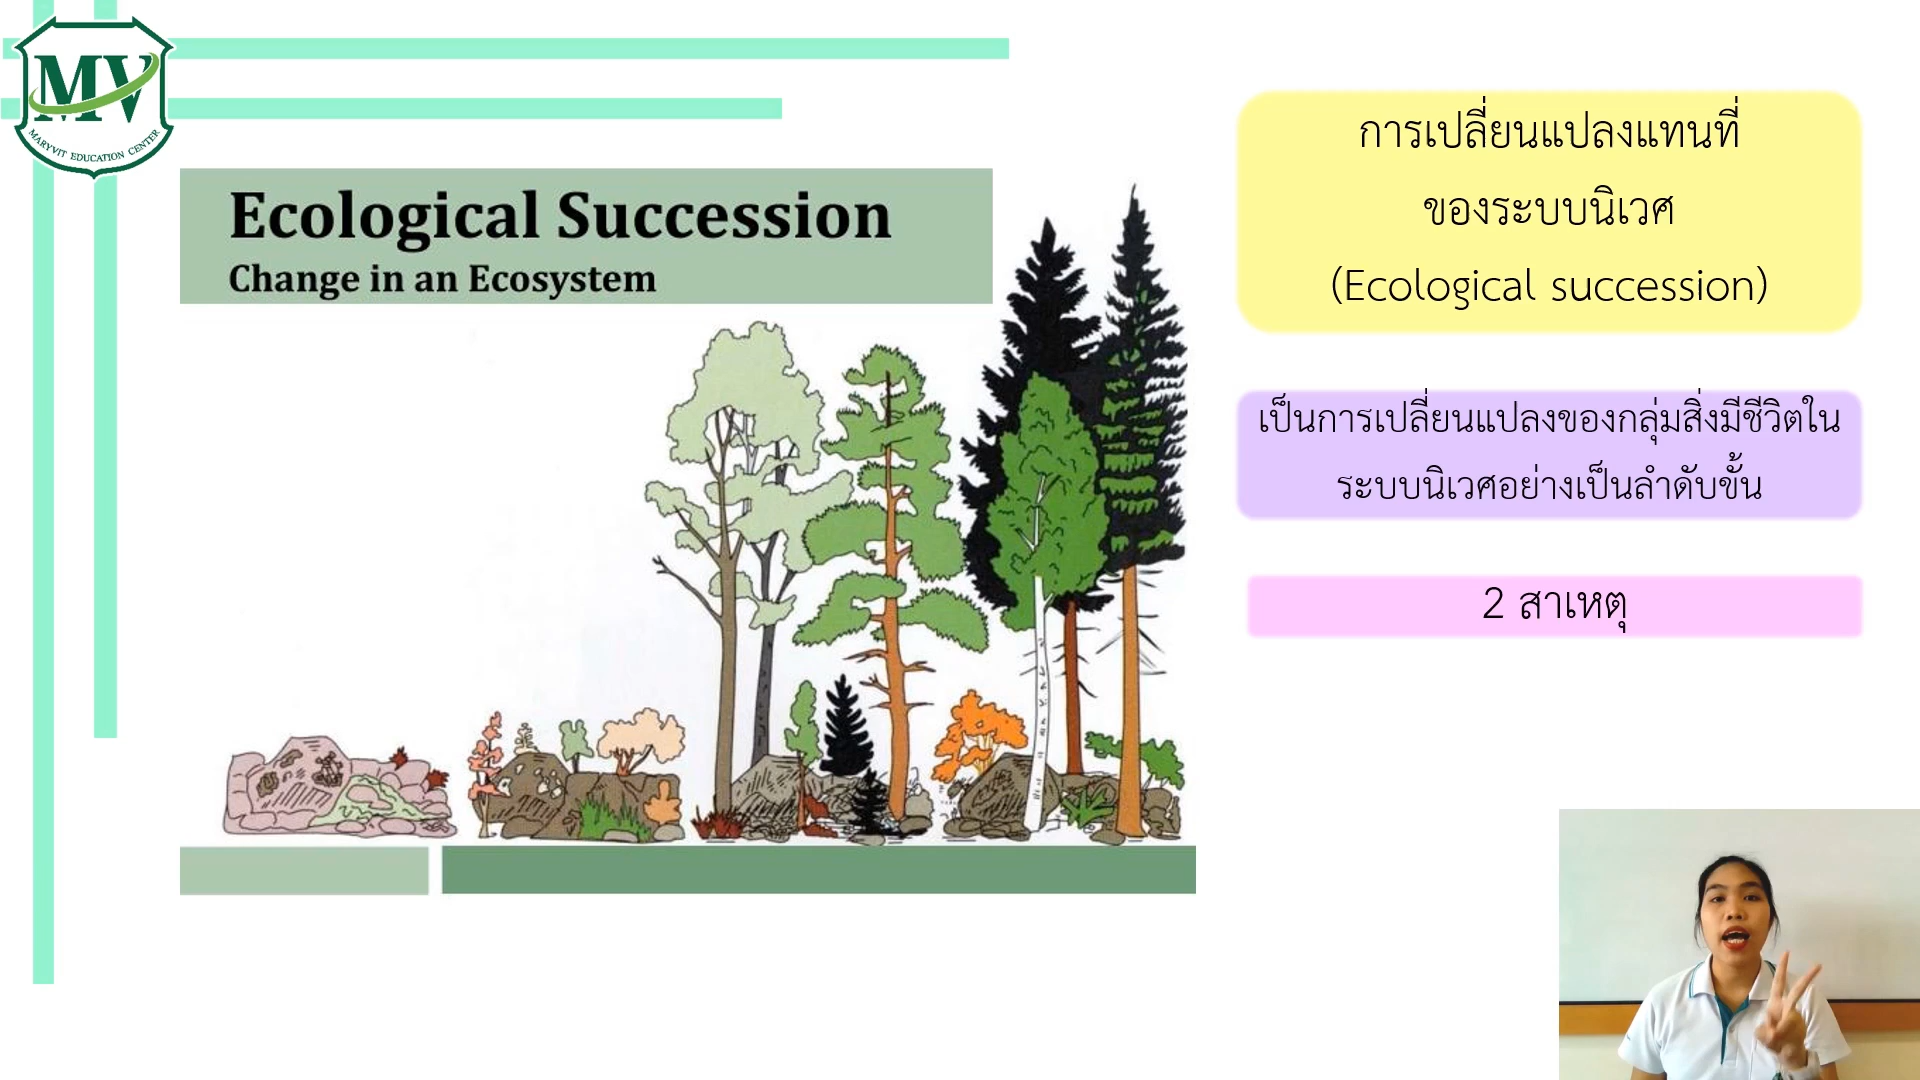 MV
MARYVIT EDUCATION CENTER
Ecological Succession
Change in an Ecosystem
การเปลี่ยนแปลงแทนที่
ของระบบนิเวศ
(Ecological succession)
เป็นการเปลี่ยนแปลงของกลุ่มสิ่งมีชีวิตใน
ระบบนิเวศอย่างเป็นลำดับขั้น
2 สาเหตุ